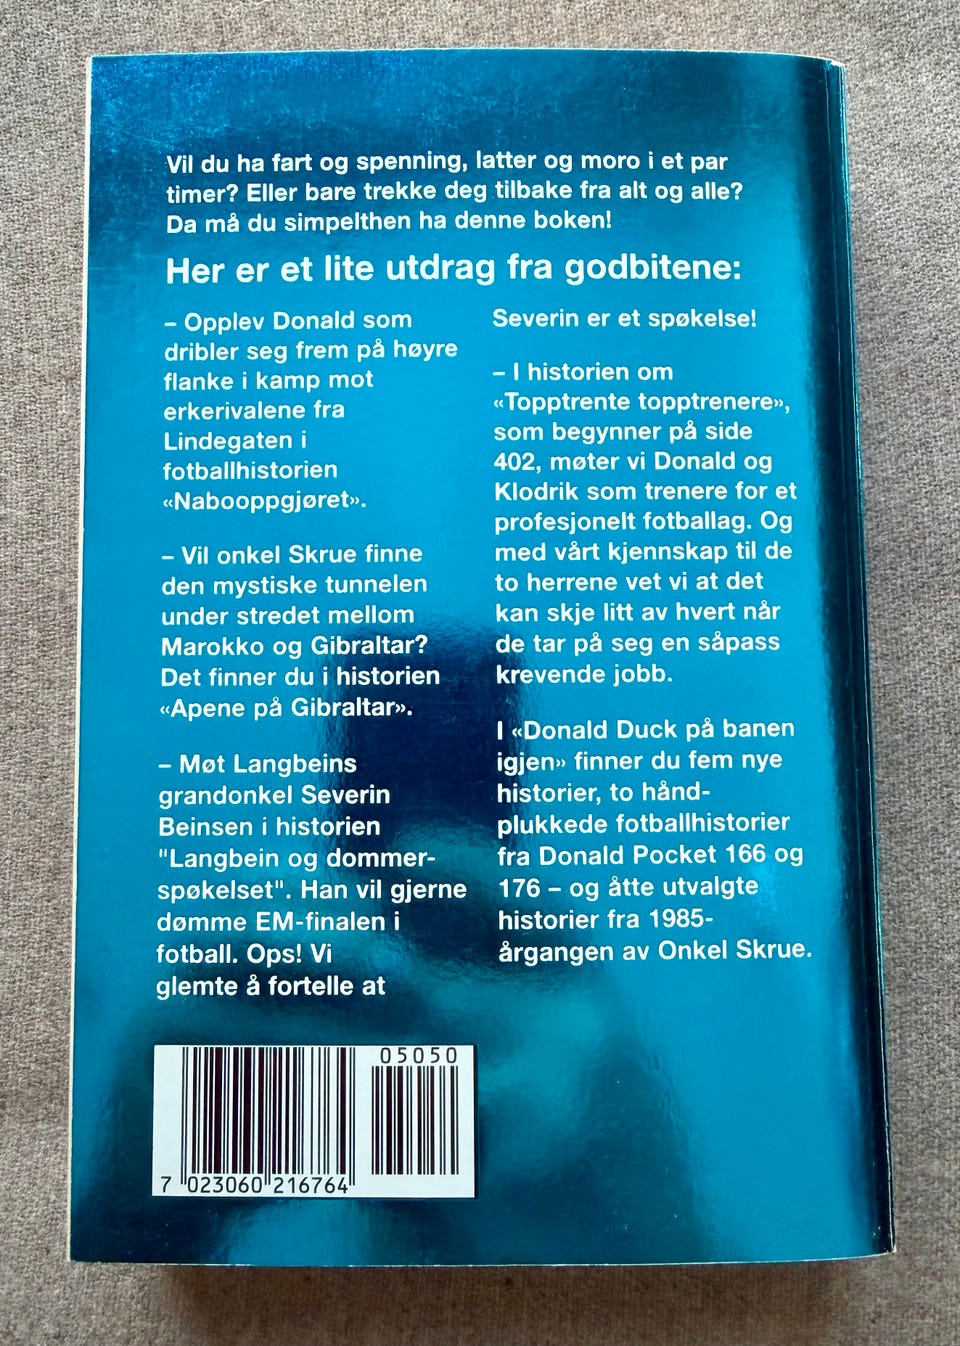 Vil du ha fart og spenning, latter og moro i et par
timer? Eller bare trekke deg tilbake fra alt og alle?
Da må du simpelthen ha denne boken!
Her er et lite utdrag fra godbitene:
– Opplev Donald som
dribler seg frem på høyre
flanke i kamp mot
erkerivalene fra
Lindegaten i
fotballhistorien
«Nabooppgjøret».
– Vil onkel Skrue finne
den mystiske tunnelen
under stredet mellom
Marokko og Gibraltar?
Det finner du i historien
«Apene på Gibraltar».
– Møt Langbeins
grandonkel Severin
Beinsen i historien
"Langbein og dommer-
spøkelset". Han vil gjerne
dømme EM-finalen i
fotball. Ops! Vi
glemte å fortelle at
Severin er et spøkelse!
– I historien om
«Topptrente topptrenere»,
som begynner på side
402, møter vi Donald og
Klodrik som trenere for et
profesjonelt fotballag. Og
med vårt kjennskap til de
to herrene vet vi at det
kan skje litt av hvert når
de tar på seg en såpass
krevende jobb.
I «Donald Duck på banen
igjen» finner du fem nye
historier, to hånd-
plukkede fotballhistorier
fra Donald Pocket 166 og
176 – og åtte utvalgte
historier fra 1985-
årgangen av Onkel Skrue.
05050
7 023060 216764